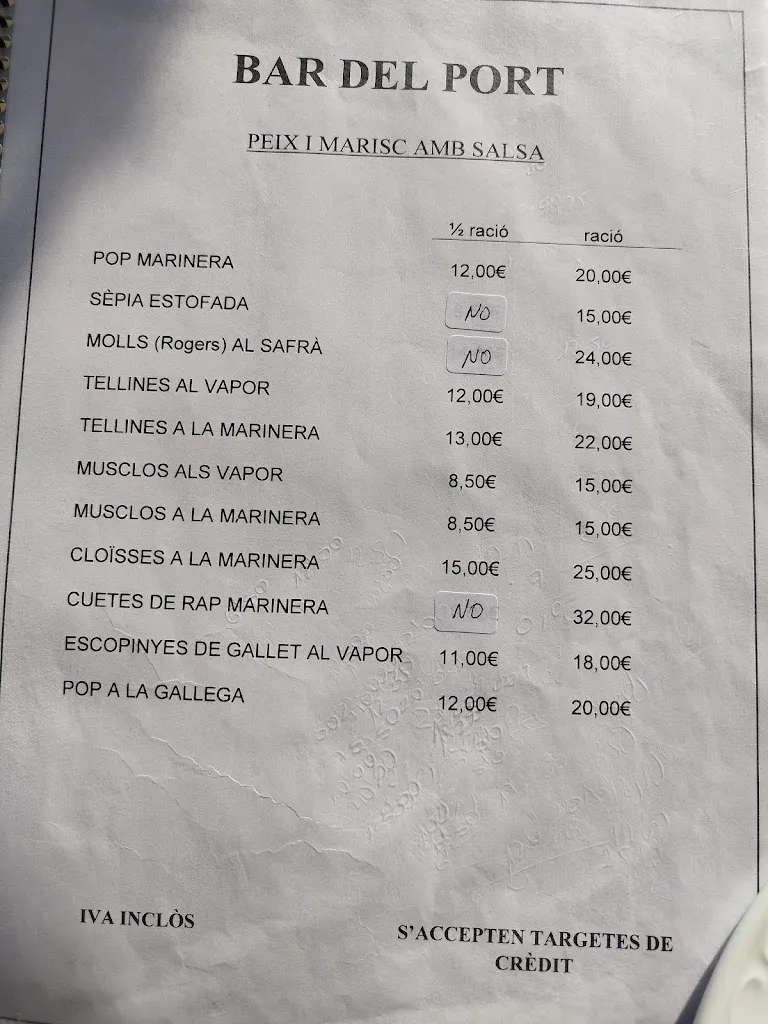 BAR DEL PORT
PEIX I MARISC AMB SALSA
½ ració ració
POP MARINERA 12,00€ 20,00€
SÈPIA ESTOFADA NO 15,00€
MOLLS (Rogers) AL SAFRÀ NO 24,00€
TELLINES AL VAPOR 12,00€ 19,00€
TELLINES A LA MARINERA 13,00€ 22,00€
MUSCLOS ALS VAPOR 8,50€ 15,00€
MUSCLOS A LA MARINERA 8,50€ 15,00€
CLOÏSSES A LA MARINERA 15,00€ 25,00€
CUETES DE RAP MARINERA NO 32,00€
ESCOPINYES DE GALLET AL VAPOR 11,00€ 18,00€
POP A LA GALLEGA 12,00€ 20,00€
IVA INCLÒS
S'ACCEPTEN TARGETES DE
CRÈDIT